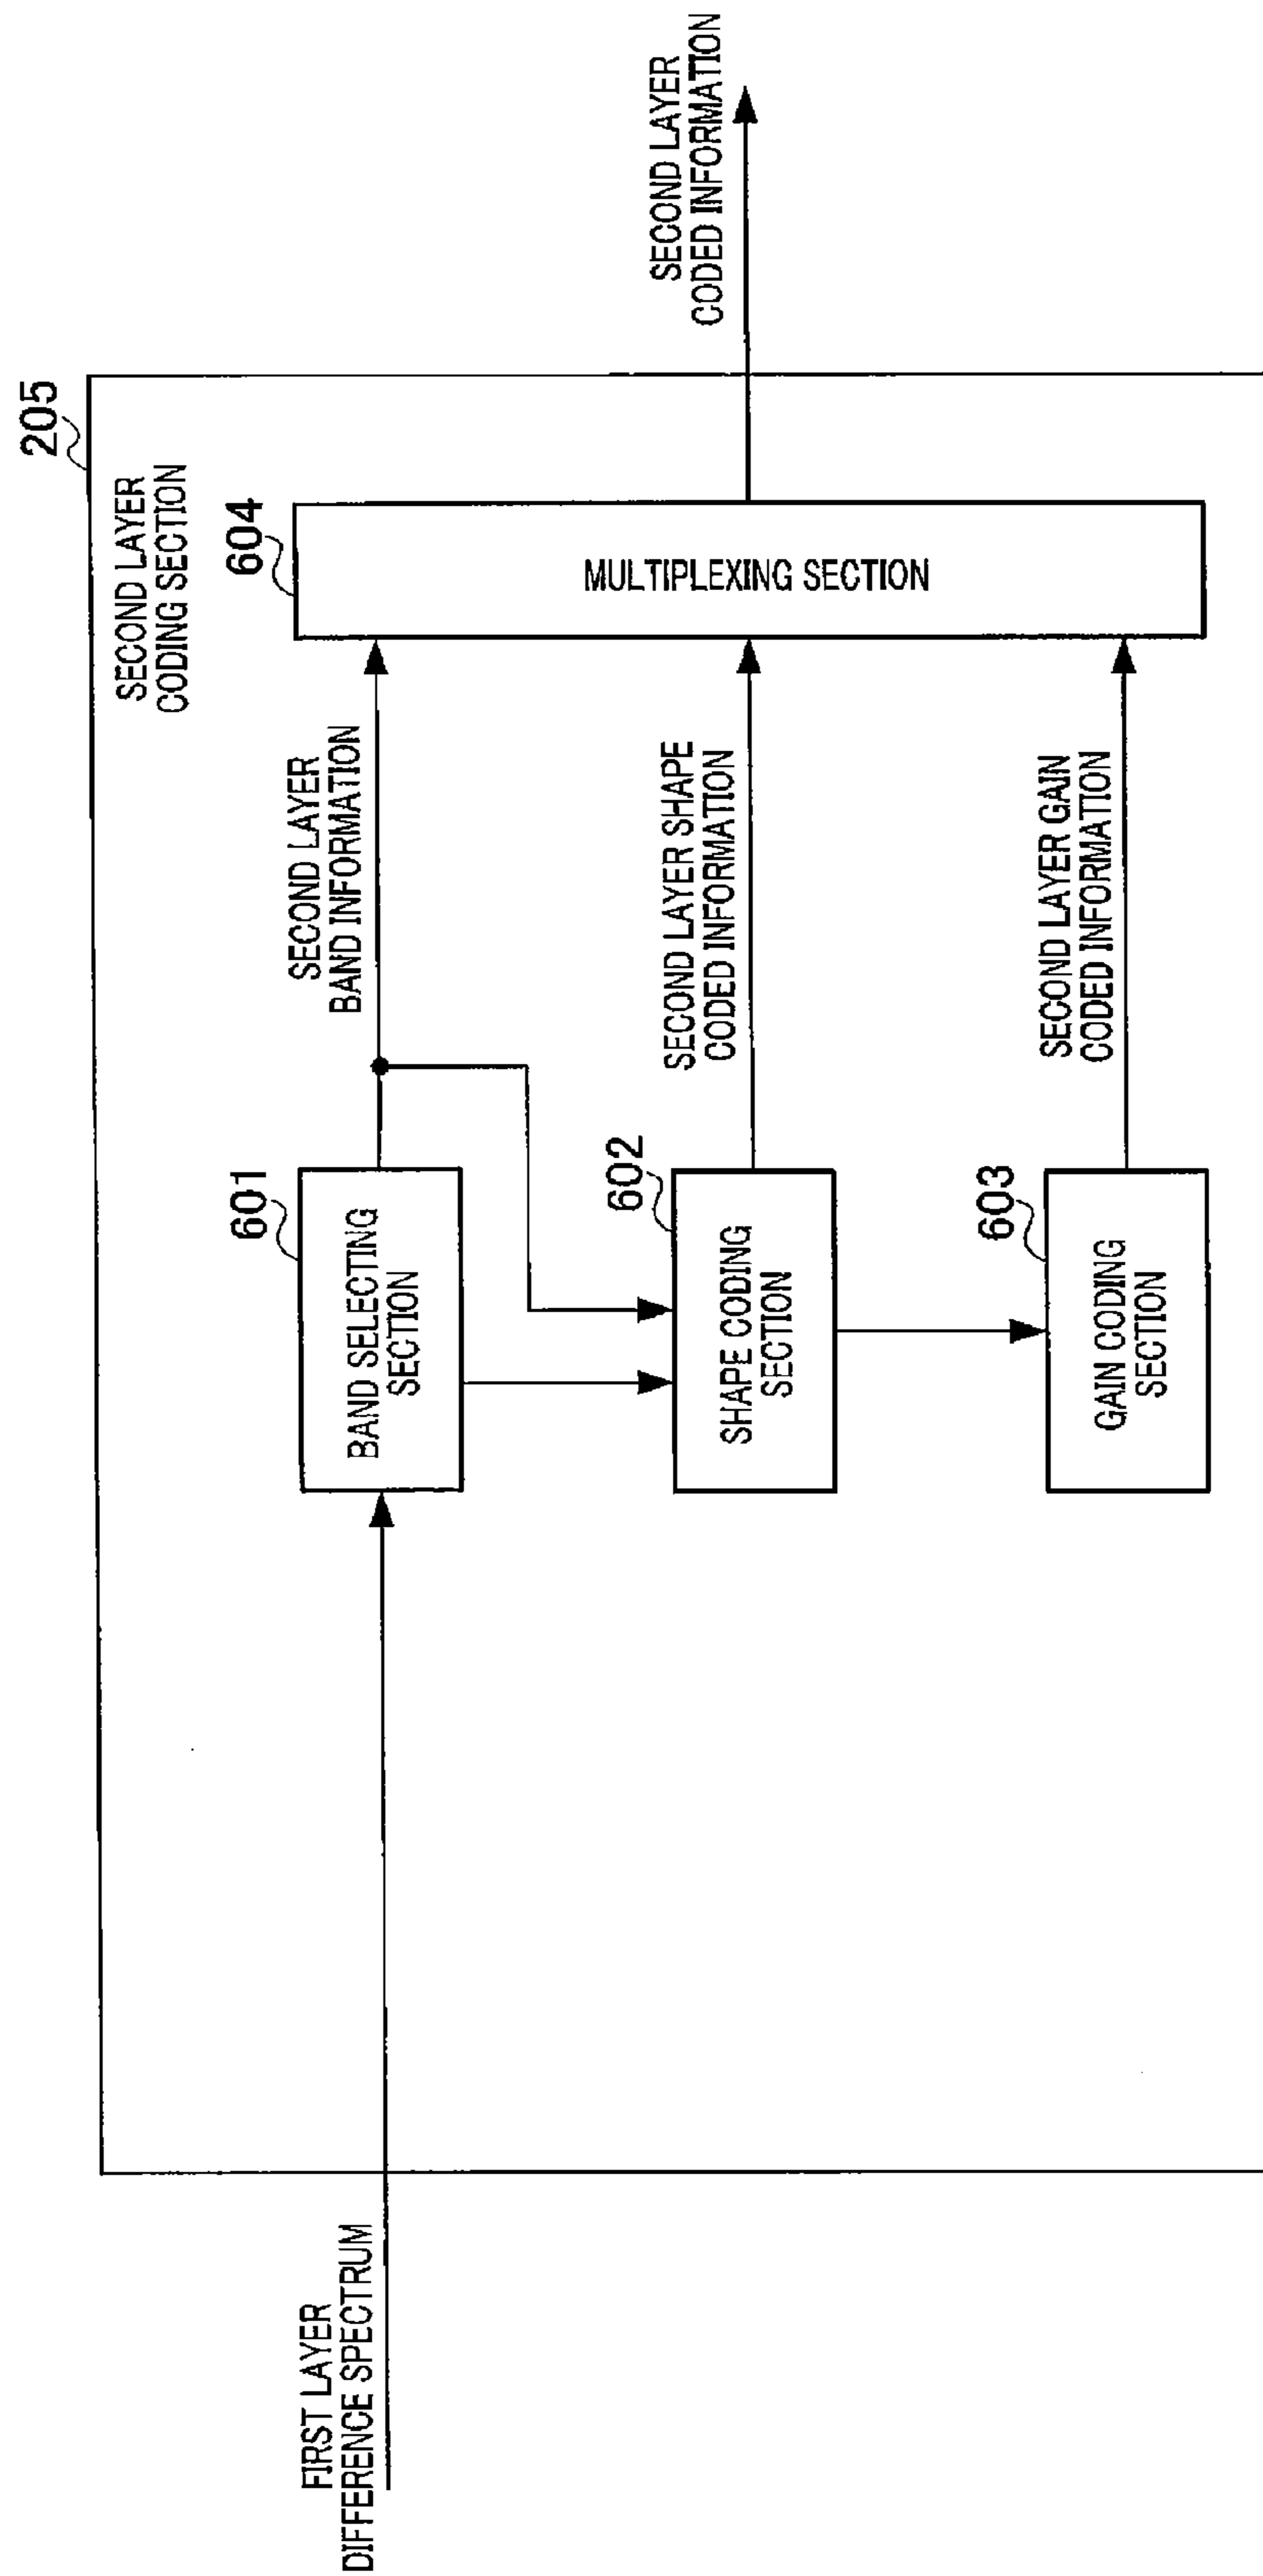 205
SECOND LAYER
CODING SECTION
FIRST LAYER
DIFFERENCE SPECTRUM
601
BAND SELECTING
SECTION
SECOND LAYER
BAND INFORMATION
604
MULTIPLEXING SECTION
602
SHAPE CODING
SECTION
SECOND LAYER SHAPE
CODED INFORMATION
SECOND LAYER
CODED INFORMATION
603
GAIN CODING
SECTION
SECOND LAYER GAIN
CODED INFORMATION